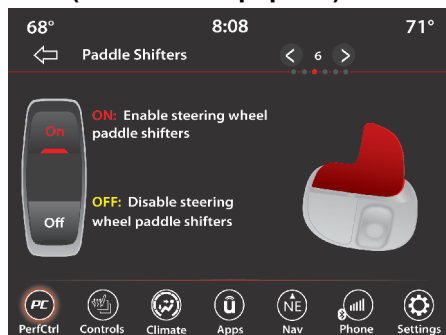 68°
8:08
71°
Paddle Shifters
< 6 >
On
Off
ON: Enable steering wheel
paddle shifters
OFF: Disable steering
wheel paddle shifters
PC
û
NE
PerfCtrl
Controls
Climate
Apps
Nav
Phone
Settings